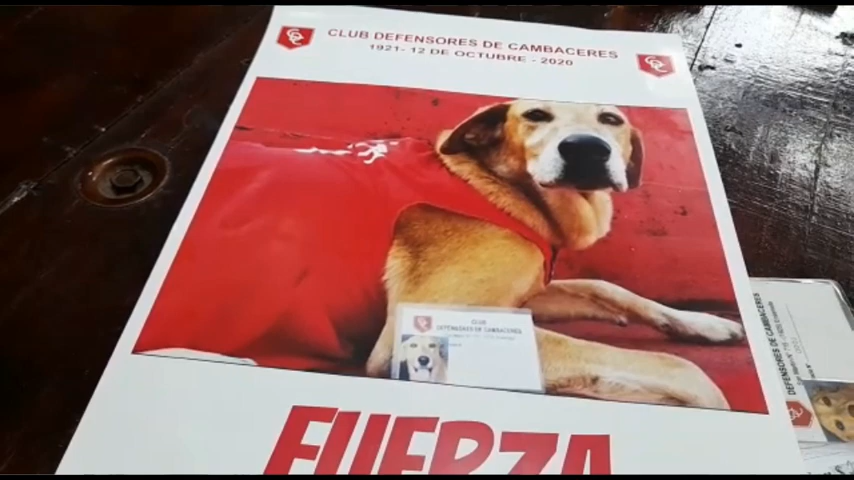 CLUB DEFENSORES DE CAMBACERES
1921- 12 DE OCTUBRE - 2020
CLUB
DEFENSORES DE CAMBACERES
FUERZA
DEFENSORES DE CAMBACERES